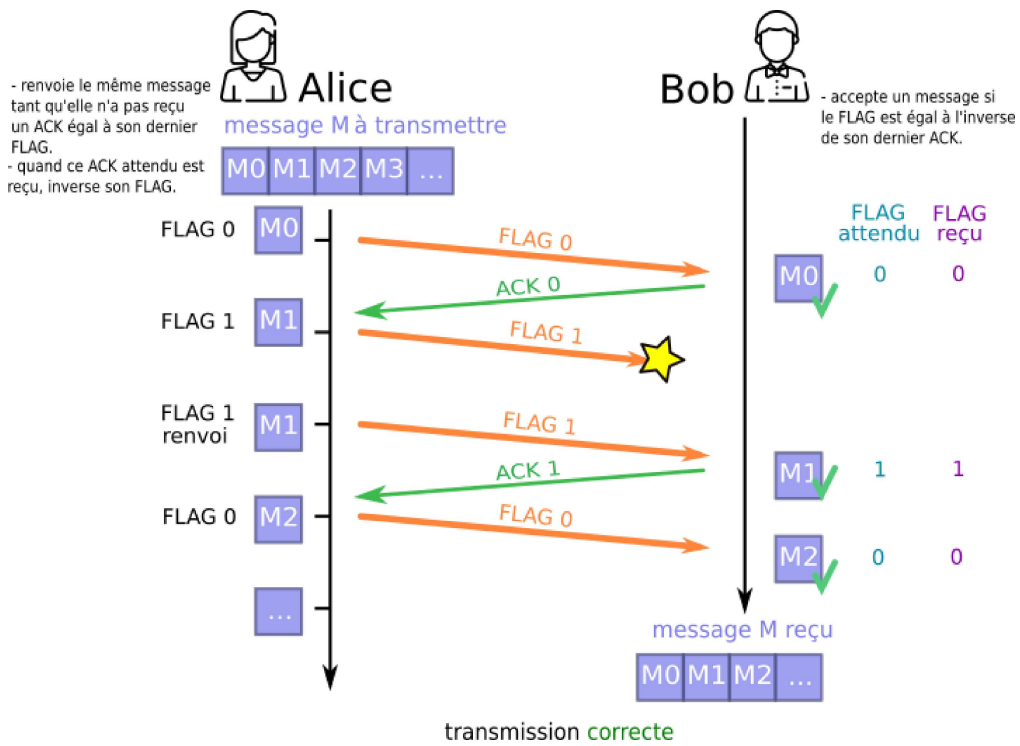 Alice
Bob
- renvoie le même message
tant qu'elle n'a pas reçu
un ACK égal à son dernier
FLAG.
- quand ce ACK attendu est
reçu, inverse son FLAG.
- accepte un message si
le FLAG est égal à l'inverse
de son dernier ACK.
message M à transmettre
M0 M1 M2 M3 ...
FLAG attendu
FLAG reçu
FLAG 0 M0
FLAG 0
M0 0 0
ACK 0
FLAG 1 M1
FLAG 1
FLAG 1
renvoi
M1
FLAG 1
ACK 1
M1 1 1
FLAG 0 M2
FLAG 0
M2 0 0
...
message M reçu
M0 M1 M2 ...
transmission correcte